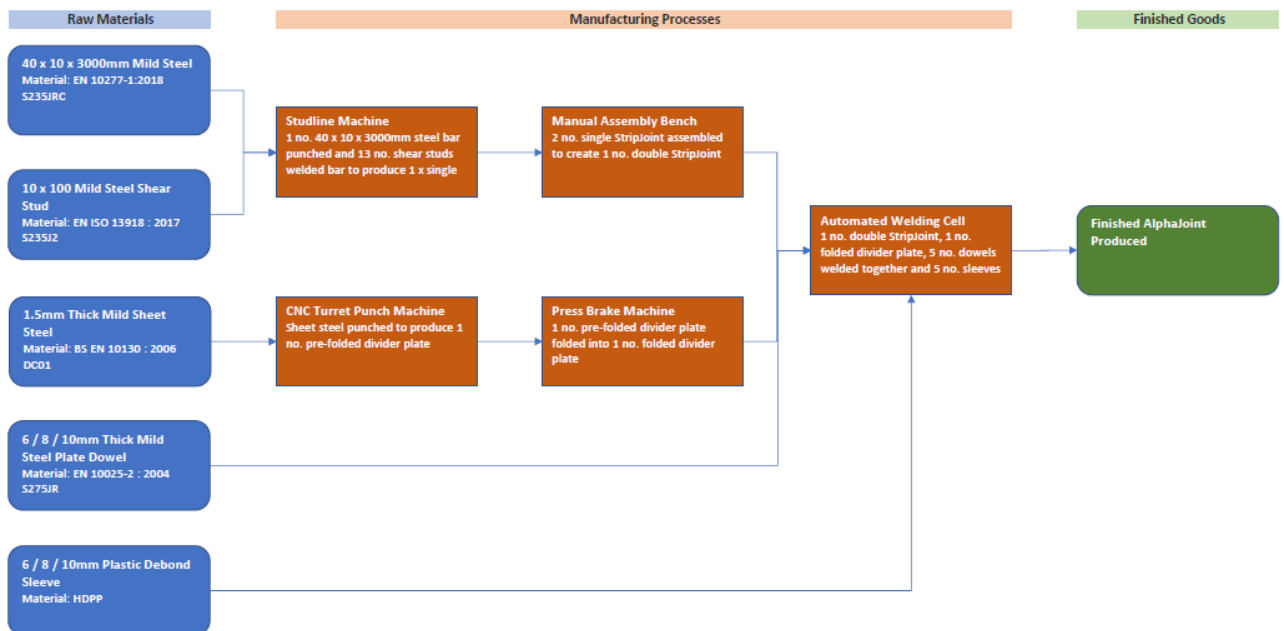 Raw Materials
Manufacturing Processes
Finished Goods
40 x 10 x 3000mm Mild Steel
Material: EN 10277-1:2018
S235JRC
10 x 100 Mild Steel Shear
Stud
Material: EN ISO 13918 : 2017
S235J2
1.5mm Thick Mild Sheet
Steel
Material: BS EN 10130 : 2006
DC01
6 / 8 / 10mm Thick Mild
Steel Plate Dowel
Material: EN 10025-2 : 2004
S275JR
6 / 8 / 10mm Plastic Debond
Sleeve
Material: HDPP
Studline Machine
1 no. 40 x 10 x 3000mm steel bar
punched and 13 no. shear studs
welded bar to produce 1 x single
Manual Assembly Bench
2 no. single StripJoint assembled
to create 1 no. double StripJoint
CNC Turret Punch Machine
Sheet steel punched to produce 1
no. pre-folded divider plate
Press Brake Machine
1 no. pre-folded divider plate
folded into 1 no. folded divider
plate
Automated Welding Cell
1 no. double StripJoint, 1 no.
folded divider plate, 5 no. dowels
welded together and 5 no. sleeves
Finished AlphaJoint
Produced